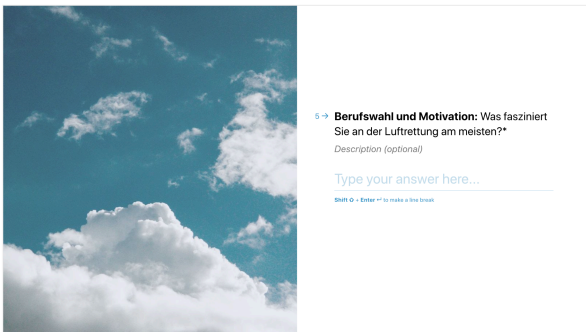 5 → Berufswahl und Motivation: Was fasziniert
Sie an der Luftrettung am meisten?*
Description (optional)
Type your answer here...
Shift ⇧ + Enter ↵ to make a line break